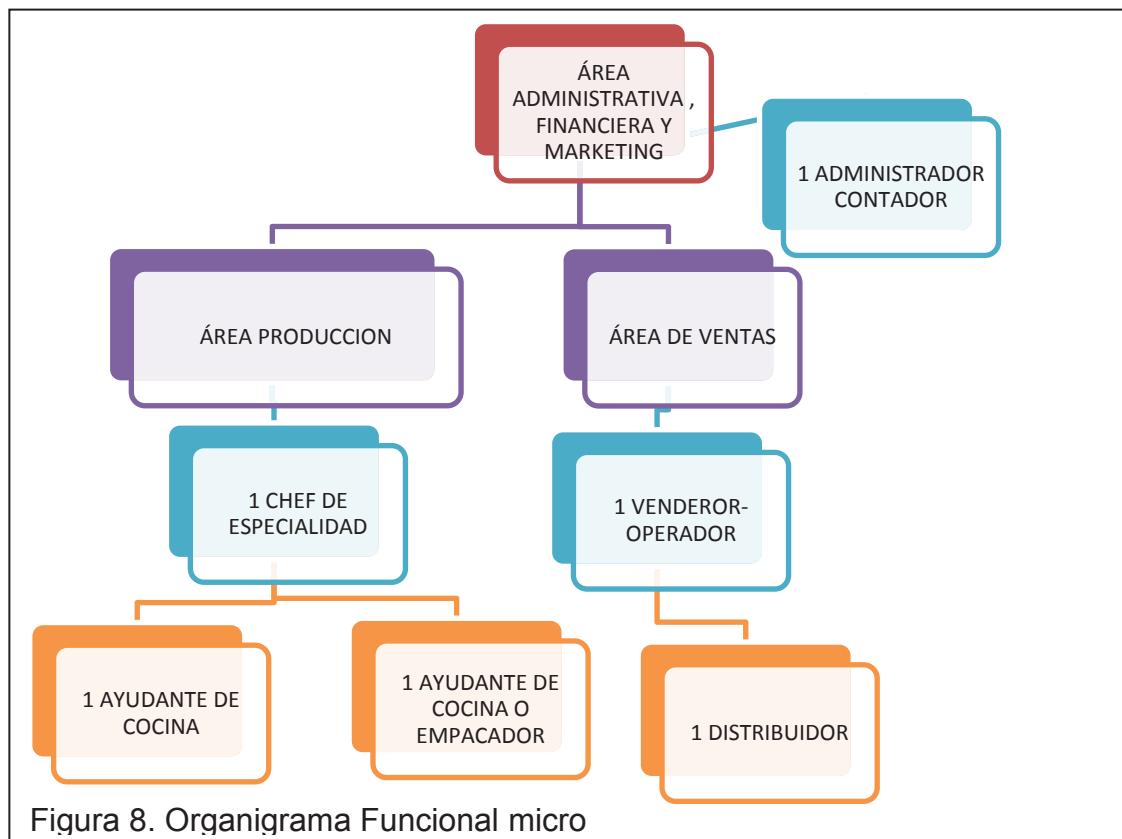 ÁREA
ADMINISTRATIVA ,
FINANCIERA Y
MARKETING
1 ADMINISTRADOR
CONTADOR
ÁREA PRODUCCION
ÁREA DE VENTAS
1 CHEF DE
ESPECIALIDAD
1 VENDEROR-
OPERADOR
1 AYUDANTE DE
COCINA
1 AYUDANTE DE
COCINA O
EMPACADOR
1 DISTRIBUIDOR
Figura 8. Organigrama Funcional micro